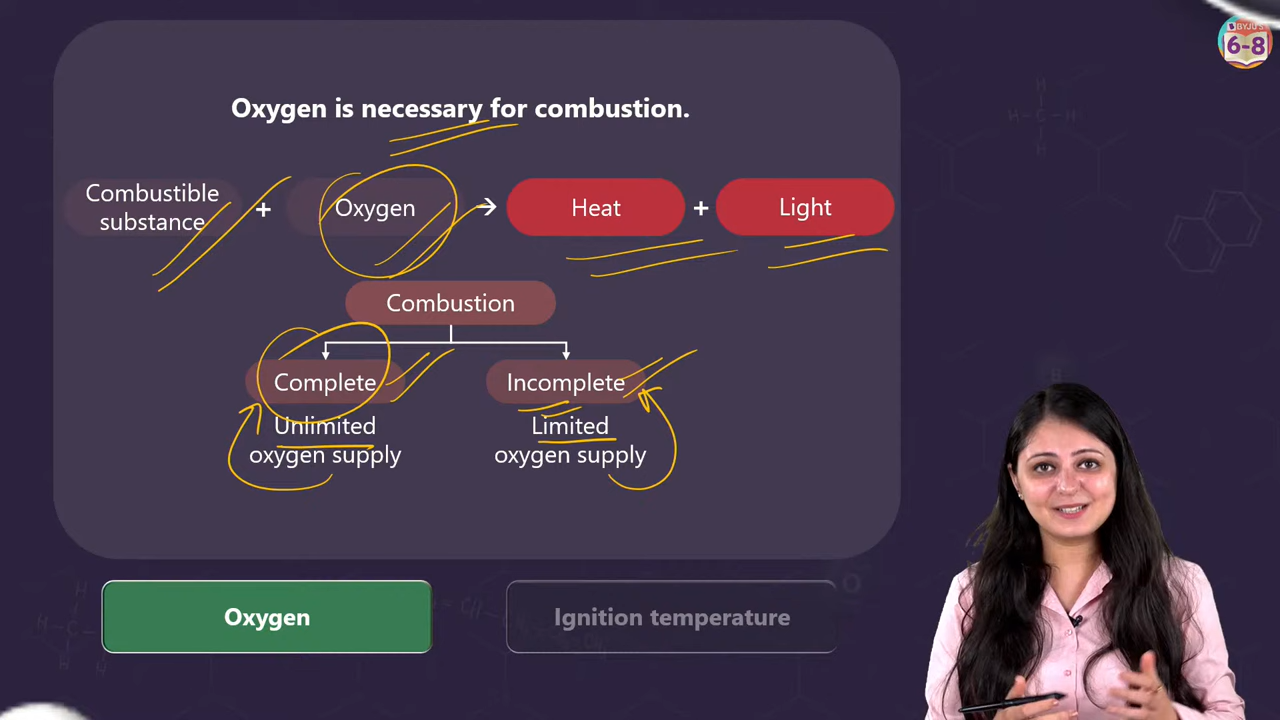 BYJU'S
6-8
Oxygen is necessary for combustion.
Combustible
substance
+
Oxygen
→
Heat
+
Light
Combustion
Complete
Incomplete
Unlimited
oxygen supply
Limited
oxygen supply
Oxygen
Ignition temperature